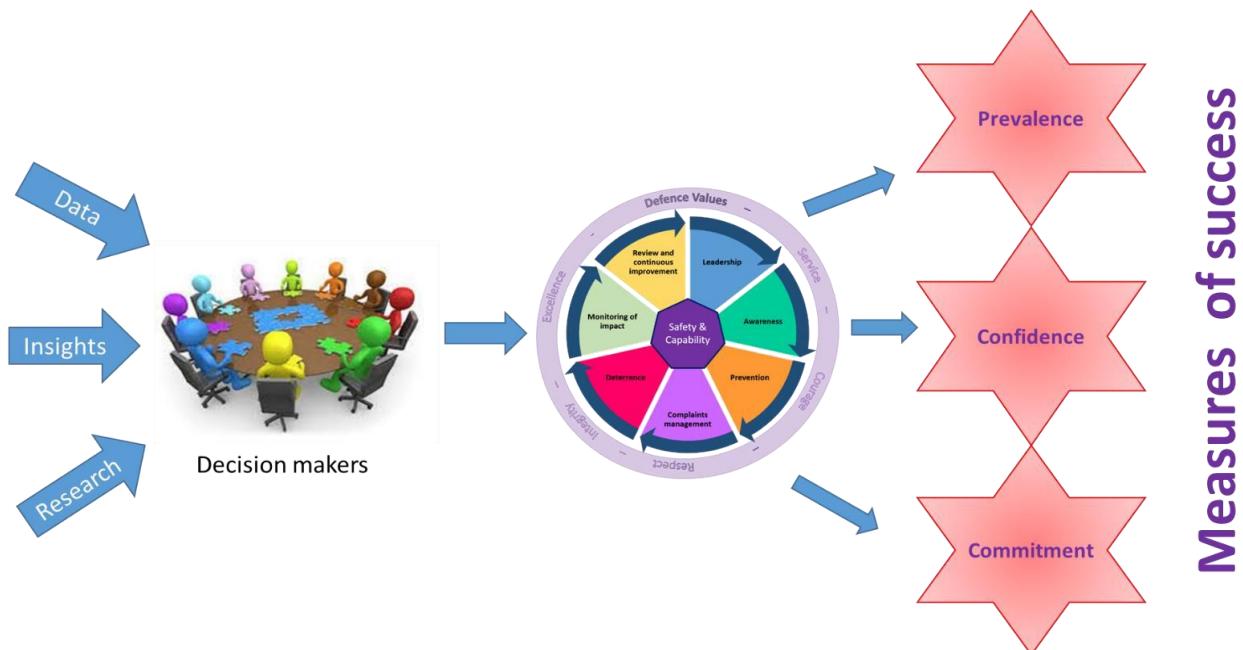 Data
Insights
Research
Decision makers
Defence Values
Service
Courage
Respect
Integrity
Excellence
Leadership
Awareness
Prevention
Complaints
management
Deterrence
Monitoring of
impact
Review and
continuous
improvement
Safety &
Capability
Prevalence
Confidence
Commitment
Measures of success